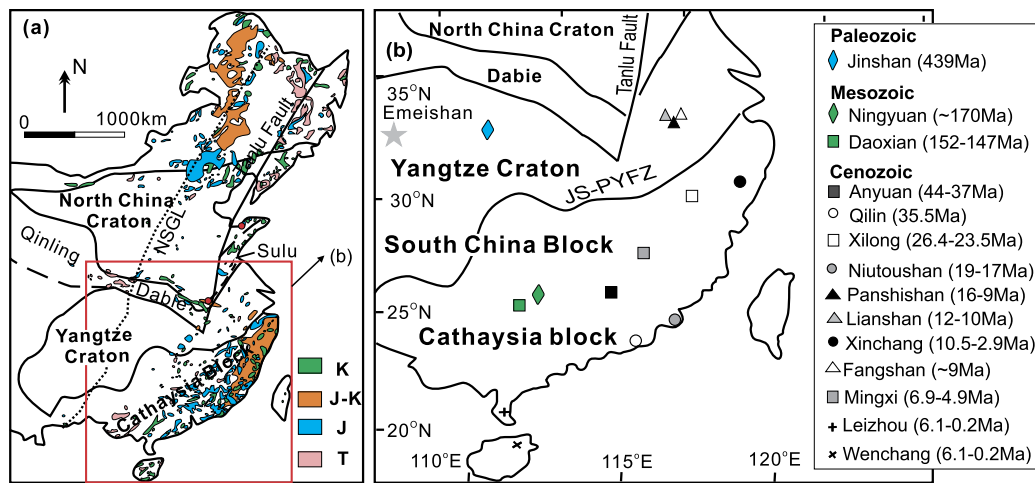 (a)
N
0
1000km
Tanlu Fault
North China
Craton
NSGL
Qinling
Sulu
(b)
Dabie
Yangtze
Craton
Cathaysia Block
K
J-K
J
T
(b)
North China Craton
Tanlu Fault
Dabie
35°N
Emeishan
Yangtze Craton
JS-PYFZ
30°N
South China Block
25°N
Cathaysia block
20°N
110°E
115°E
120°E
Paleozoic
Jinshan (439Ma)
Mesozoic
Ningyuan (~170Ma)
Daoxian (152-147Ma)
Cenozoic
Anyuan (44-37Ma)
Qilin (35.5Ma)
Xilong (26.4-23.5Ma)
Niutoushan (19-17Ma)
Panshishan (16-9Ma)
Lianshan (12-10Ma)
Xinchang (10.5-2.9Ma)
Fangshan (~9Ma)
Mingxi (6.9-4.9Ma)
Leizhou (6.1-0.2Ma)
Wenchang (6.1-0.2Ma)